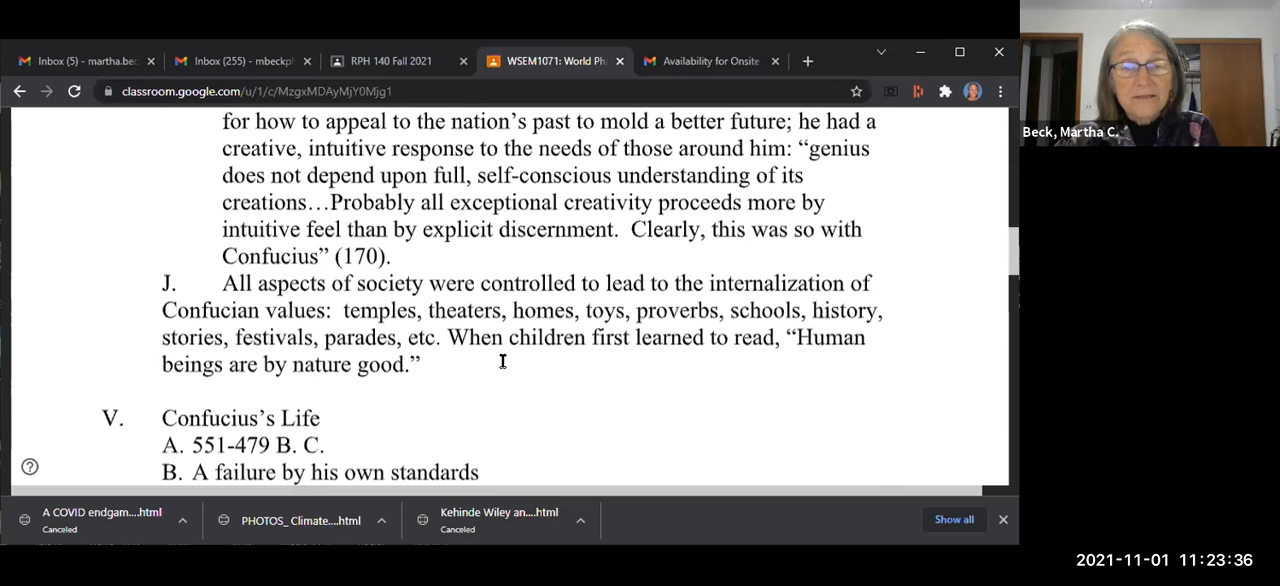 Inbox (5) - martha.bec
Inbox (255) - mbeckpl
RPH 140 Fall 2021
WSEM1071: World Phi
Availability for Onsite
classroom.google.com/u/1/c/MzgxMDAyMjY0Mjg1
Beck, Martha C.
for how to appeal to the nation's past to mold a better future; he had a
creative, intuitive response to the needs of those around him: “genius
does not depend upon full, self-conscious understanding of its
creations…Probably all exceptional creativity proceeds more by
intuitive feel than by explicit discernment.  Clearly, this was so with
Confucius” (170).
J. All aspects of society were controlled to lead to the internalization of
Confucian values:  temples, theaters, homes, toys, proverbs, schools, history,
stories, festivals, parades, etc. When children first learned to read, “Human
beings are by nature good.”
V. Confucius’s Life
A. 551-479 B. C.
B. A failure by his own standards
A COVID endgam....html
Canceled
PHOTOS_ Climate....html
Kehinde Wiley an....html
Canceled
Show all
2021-11-01 11:23:36